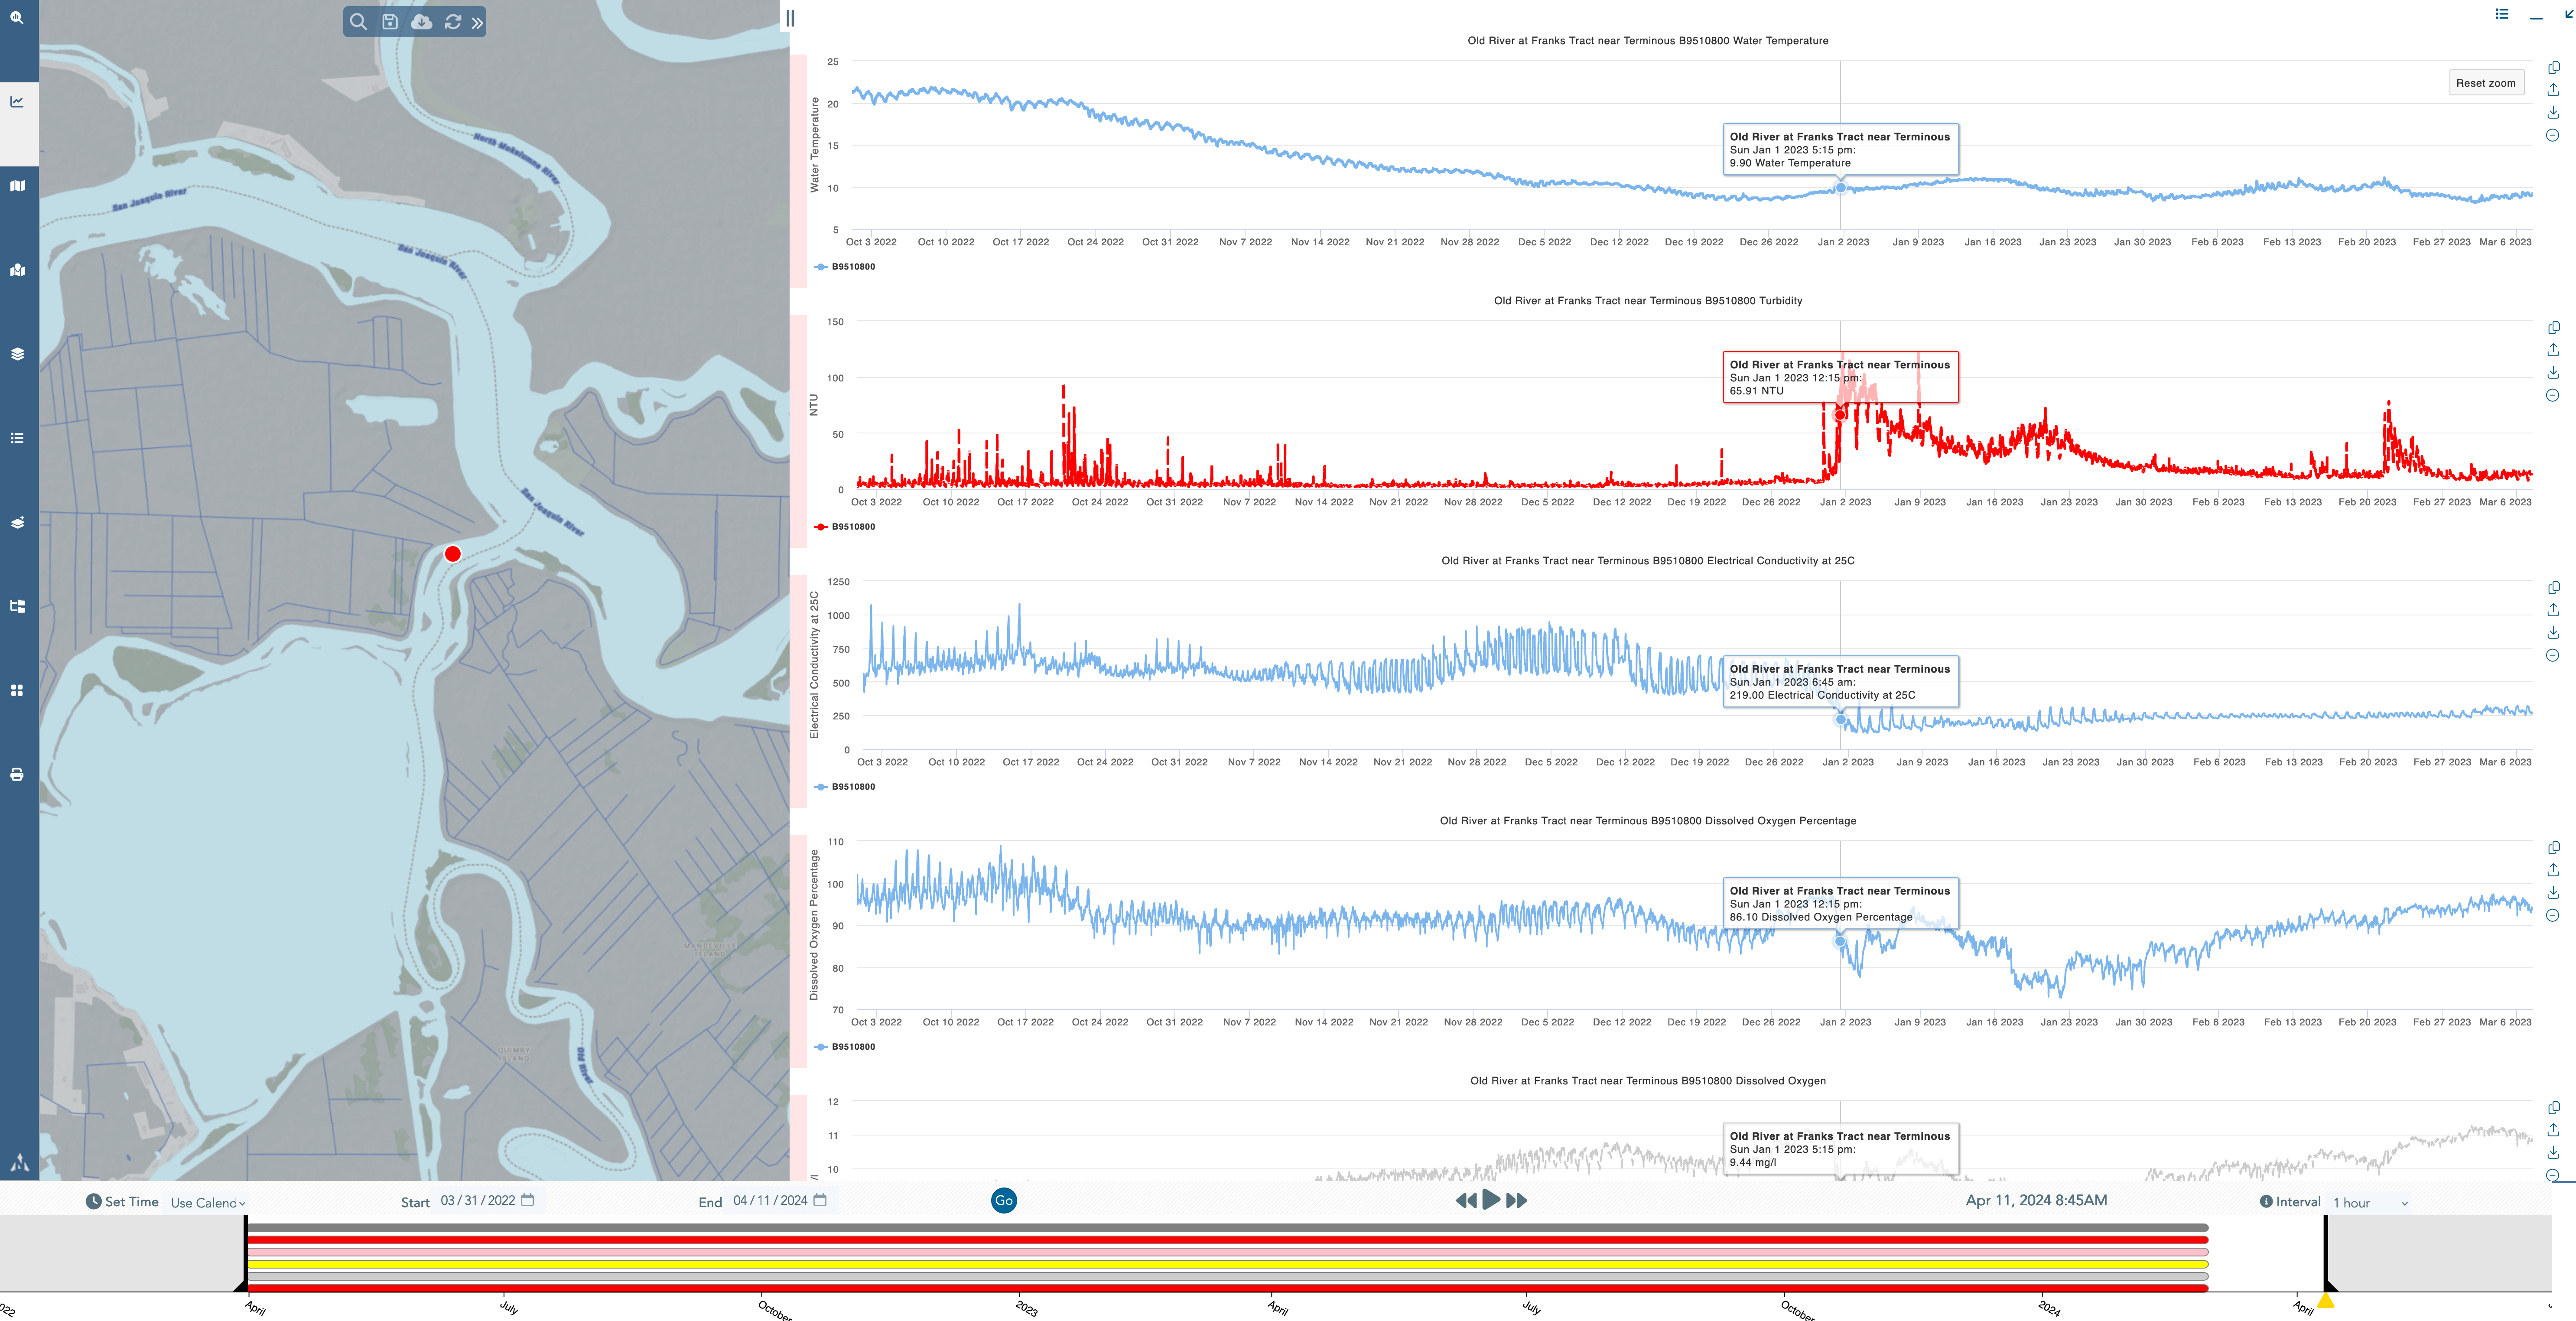 North Mokelumne River
San Joaquin River
San Joaquin River
San Joaquin River
MANDEVILLE
ISLAND
QUIMBY
ISLAND
Old River
Old River at Franks Tract near Terminous B9510800 Water Temperature
Reset zoom
Water Temperature
25
20
15
10
5
Old River at Franks Tract near Terminous
Sun Jan 1 2023 5:15 pm:
9.90 Water Temperature
Oct 3 2022 Oct 10 2022 Oct 17 2022 Oct 24 2022 Oct 31 2022 Nov 7 2022 Nov 14 2022 Nov 21 2022 Nov 28 2022 Dec 5 2022 Dec 12 2022 Dec 19 2022 Dec 26 2022 Jan 2 2023 Jan 9 2023 Jan 16 2023 Jan 23 2023 Jan 30 2023 Feb 6 2023 Feb 13 2023 Feb 20 2023 Feb 27 2023 Mar 6 2023
B9510800
Old River at Franks Tract near Terminous B9510800 Turbidity
NTU
150
100
50
0
Old River at Franks Tract near Terminous
Sun Jan 1 2023 12:15 pm:
65.91 NTU
Oct 3 2022 Oct 10 2022 Oct 17 2022 Oct 24 2022 Oct 31 2022 Nov 7 2022 Nov 14 2022 Nov 21 2022 Nov 28 2022 Dec 5 2022 Dec 12 2022 Dec 19 2022 Dec 26 2022 Jan 2 2023 Jan 9 2023 Jan 16 2023 Jan 23 2023 Jan 30 2023 Feb 6 2023 Feb 13 2023 Feb 20 2023 Feb 27 2023 Mar 6 2023
B9510800
Old River at Franks Tract near Terminous B9510800 Electrical Conductivity at 25C
Electrical Conductivity at 25C
1250
1000
750
500
250
0
Old River at Franks Tract near Terminous
Sun Jan 1 2023 6:45 am:
219.00 Electrical Conductivity at 25C
Oct 3 2022 Oct 10 2022 Oct 17 2022 Oct 24 2022 Oct 31 2022 Nov 7 2022 Nov 14 2022 Nov 21 2022 Nov 28 2022 Dec 5 2022 Dec 12 2022 Dec 19 2022 Dec 26 2022 Jan 2 2023 Jan 9 2023 Jan 16 2023 Jan 23 2023 Jan 30 2023 Feb 6 2023 Feb 13 2023 Feb 20 2023 Feb 27 2023 Mar 6 2023
B9510800
Old River at Franks Tract near Terminous B9510800 Dissolved Oxygen Percentage
Dissolved Oxygen Percentage
110
100
90
80
70
Old River at Franks Tract near Terminous
Sun Jan 1 2023 12:15 pm:
86.10 Dissolved Oxygen Percentage
Oct 3 2022 Oct 10 2022 Oct 17 2022 Oct 24 2022 Oct 31 2022 Nov 7 2022 Nov 14 2022 Nov 21 2022 Nov 28 2022 Dec 5 2022 Dec 12 2022 Dec 19 2022 Dec 26 2022 Jan 2 2023 Jan 9 2023 Jan 16 2023 Jan 23 2023 Jan 30 2023 Feb 6 2023 Feb 13 2023 Feb 20 2023 Feb 27 2023 Mar 6 2023
B9510800
Old River at Franks Tract near Terminous B9510800 Dissolved Oxygen
12
11
10
Old River at Franks Tract near Terminous
Sun Jan 1 2023 5:15 pm:
9.44 mg/l
Set Time Use Calenc Start 03/31/2022 End 04/11/2024 Go Apr 11, 2024 8:45AM Interval 1 hour
April July October 2023 April July October 2024 April